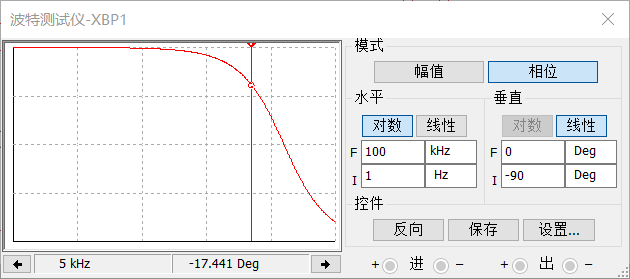 波特测试仪-XBP1
模式
幅值 相位
水平 垂直
对数 线性 对数 线性
F 100 kHz 0 Deg
I 1 Hz -90 Deg
控件
反向 保存 设置...
5 kHz -17.441 Deg
+ 进 - + 出 -